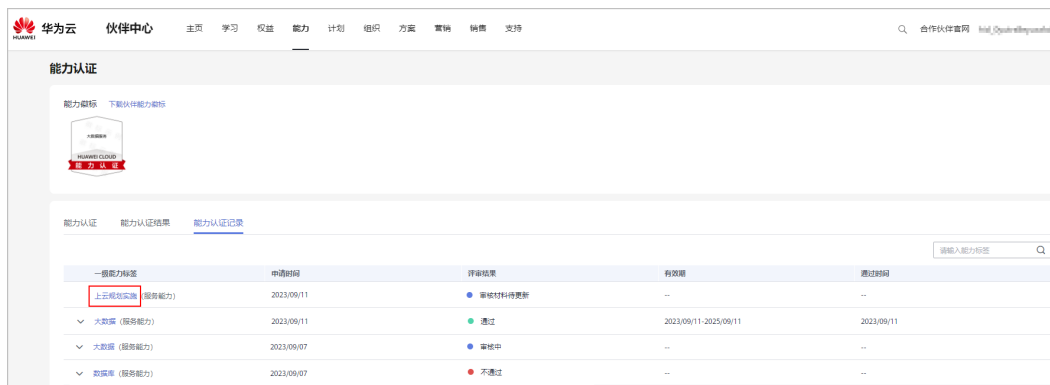 HUAWEI 华为云 伙伴中心 主页 学习 权益 能力 计划 组织 方案 营销 销售 支持 合作伙伴官网
能力认证
能力徽标 下载伙伴能力徽标
大数据服务
HUAWEI CLOUD
能力认证
能力认证 能力认证结果 能力认证记录
请输入能力标签
一级能力标签 申请时间 评审结果 有效期 通过时间
上云规划实施 (服务能力) 2023/09/11 审核材料待更新 -- --
大数据 (服务能力) 2023/09/11 通过 2023/09/11-2025/09/11 2023/09/11
大数据 (服务能力) 2023/09/07 审核中 -- --
数据库 (服务能力) 2023/09/07 不通过 -- --